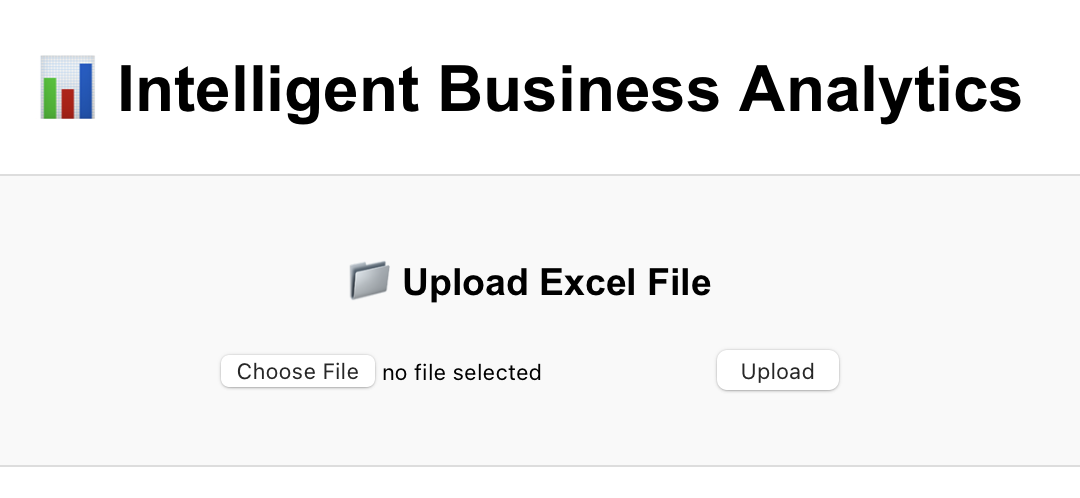 Intelligent Business Analytics
Upload Excel File
Choose File no file selected Upload